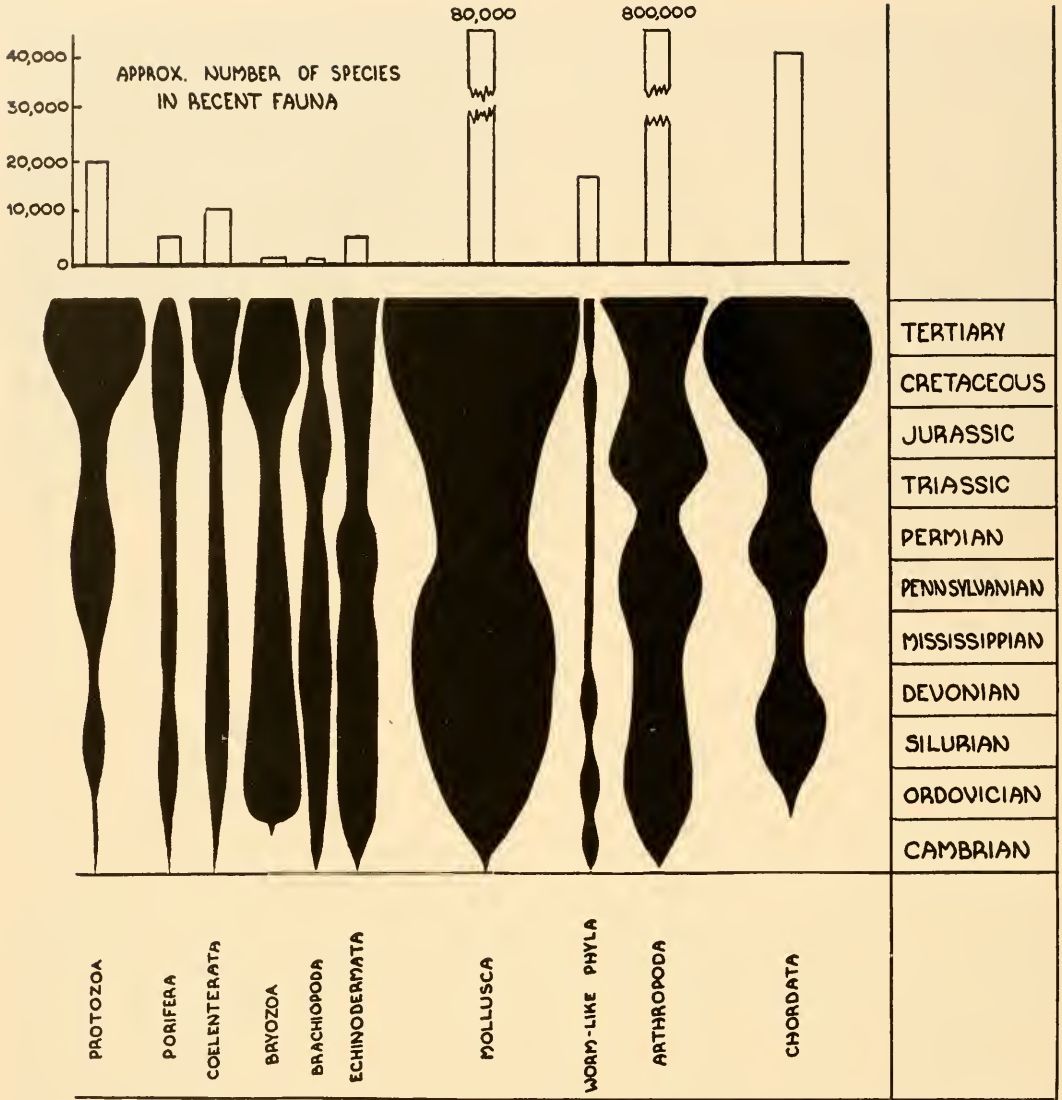 80,000
800,000
40,000
30,000
20,000
10,000
0
APPROX. NUMBER OF SPECIES
IN RECENT FAUNA
TERTIARY
CRETACEOUS
JURASSIC
TRIASSIC
PERMIAN
PENNSYLVANIAN
MISSISSIPPIAN
DEVONIAN
SILURIAN
ORDOVICIAN
CAMBRIAN
PROTOZOA
PORIFERA
COELENTERATA
BRYOZOA
BRACHIOPODA
ECHINODERMATA
MOLLUSCA
WORM-LIKE PHYLA
ARTHROPODA
CHORDATA